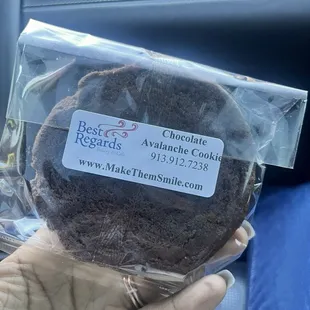 Best
Regards
Chocolate
Avalanche Cookie
913.912.7238
www.MakeThemSmile.com